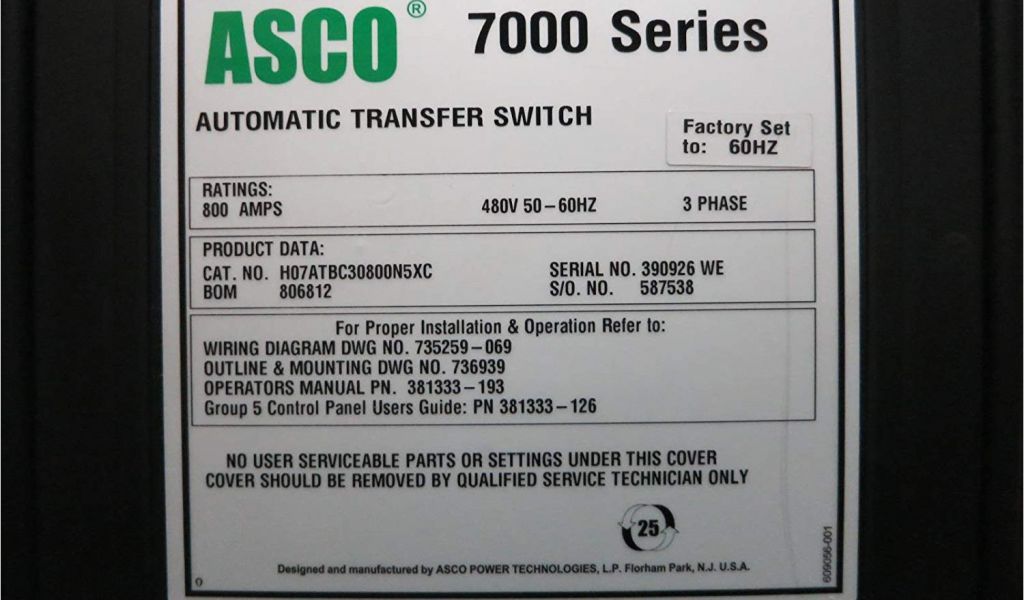 ASCO® 7000 Series
AUTOMATIC TRANSFER SWITCH
Factory Set
to: 60HZ
RATINGS:
800 AMPS 480V 50-60HZ 3 PHASE
PRODUCT DATA:
CAT. NO. H07ATBC30800N5XC SERIAL NO. 390926 WE
BOM 806812 S/O. NO. 587538
For Proper Installation & Operation Refer to:
WIRING DIAGRAM DWG NO. 735259-069
OUTLINE & MOUNTING DWG NO. 736939
OPERATORS MANUAL PN. 381333-193
Group 5 Control Panel Users Guide: PN 381333-126
NO USER SERVICEABLE PARTS OR SETTINGS UNDER THIS COVER
COVER SHOULD BE REMOVED BY QUALIFIED SERVICE TECHNICIAN ONLY
25
Designed and manufactured by ASCO POWER TECHNOLOGIES, L.P. Florham Park, N.J. U.S.A.
609056-001
0